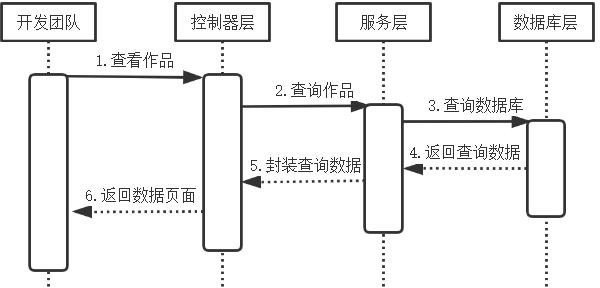 开发团队
控制器层
服务层
数据库层
1.查看作品
2.查询作品
3.查询数据库
4.返回查询数据
5.封装查询数据
6.返回数据页面